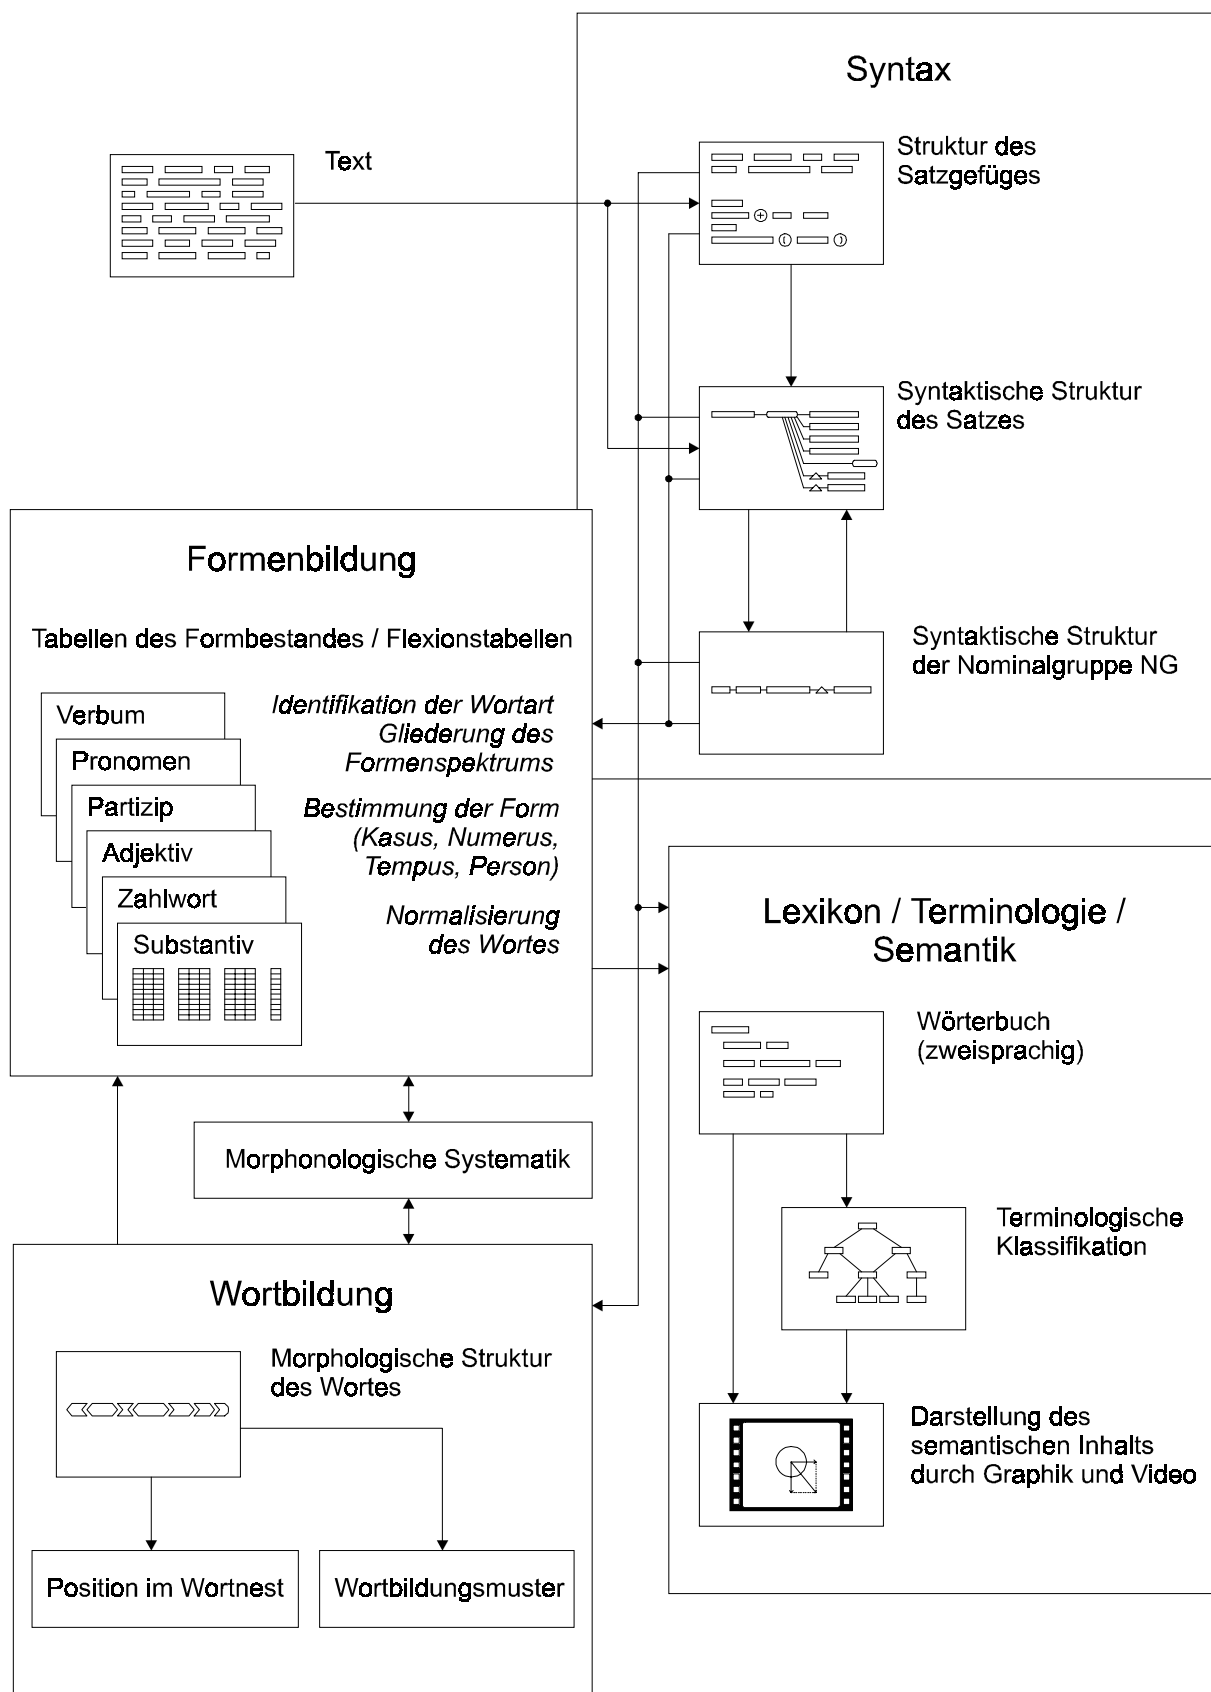 Syntax
Text
Struktur des
Satzgefüges
Syntaktische Struktur
des Satzes
Syntaktische Struktur
der Nominalgruppe NG
Formenbildung
Tabellen des Formbestandes / Flexionstabellen
Verbum
Pronomen
Partizip
Adjektiv
Zahlwort
Substantiv
Identifikation der Wortart
Gliederung des
Formenspektrums
Bestimmung der Form
(Kasus, Numerus,
Tempus, Person)
Normalisierung
des Wortes
Lexikon / Terminologie /
Semantik
Wörterbuch
(zweisprachig)
Terminologische
Klassifikation
Darstellung des
semantischen Inhalts
durch Graphik und Video
Morphonologische Systematik
Wortbildung
Morphologische Struktur
des Wortes
Position im Wortnest
Wortbildungsmuster